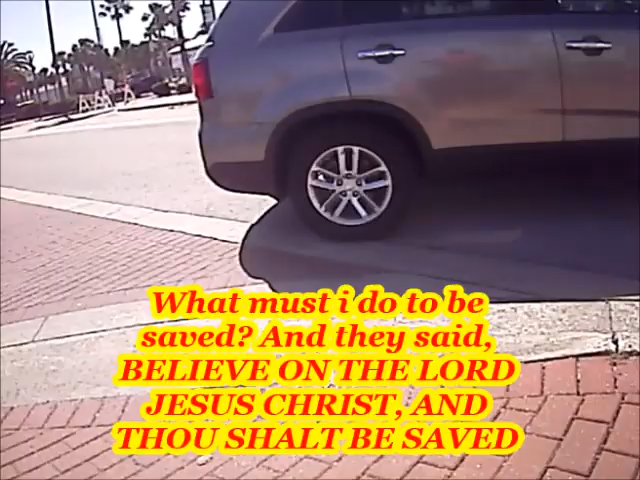 What must i do to be
saved? And they said,
BELIEVE ON THE LORD
JESUS CHRIST, AND
THOU SHALT BE SAVED